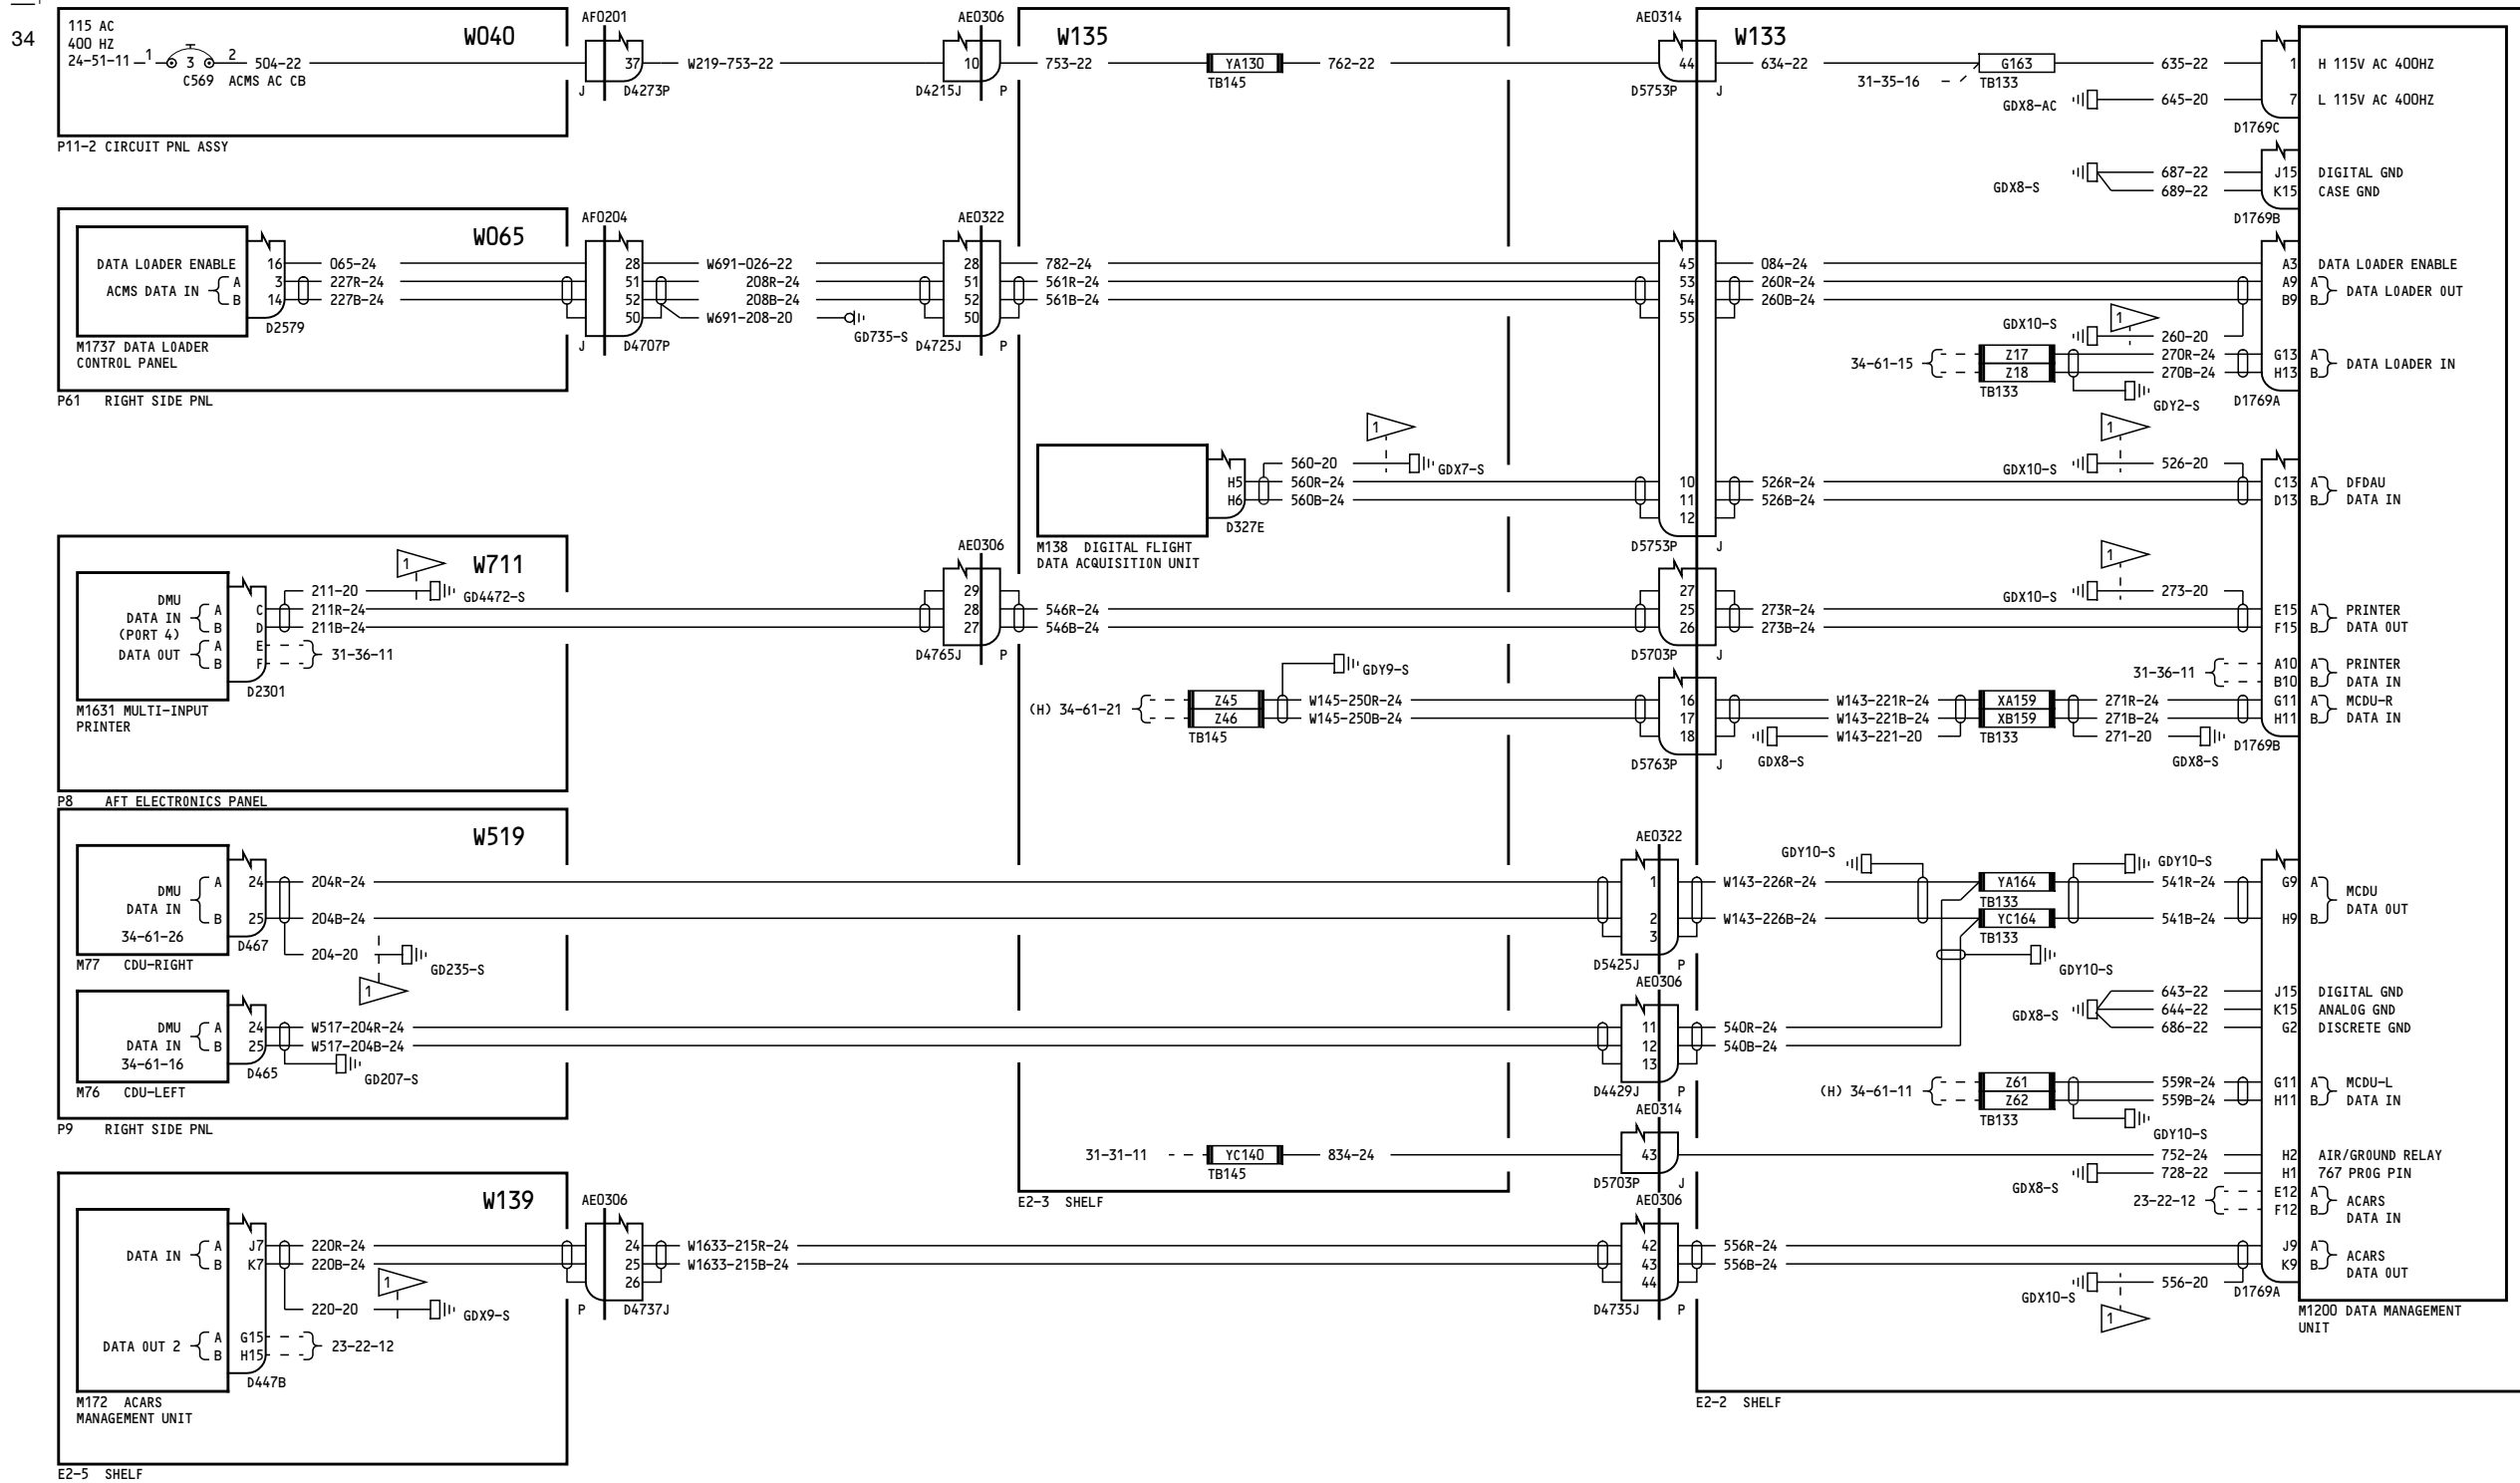 34
115 AC
400 HZ
24-51-11
1
3
2
504-22
C569 ACMS AC CB
W040
P11-2 CIRCUIT PNL ASSY
AF0201
37
J
D4273P
W219-753-22
AE0306
10
D4215J
P
W135
753-22
YA130
TB145
762-22
AE0314
44
D5753P
J
W133
634-22
31-35-16
G163
TB133
635-22
1
H 115V AC 400HZ
GDX8-AC
645-20
7
L 115V AC 400HZ
D1769C
GDX8-S
687-22
J15
DIGITAL GND
689-22
K15
CASE GND
D1769B
W065
DATA LOADER ENABLE
16
065-24
ACMS DATA IN
A
3
227R-24
B
14
227B-24
D2579
M1737 DATA LOADER
CONTROL PANEL
P61 RIGHT SIDE PNL
AF0204
28
51
52
50
J
D4707P
W691-026-22
208R-24
208B-24
W691-208-20
GD735-S
AE0322
28
51
52
50
D4725J
P
782-24
561R-24
561B-24
45
53
54
55
084-24
260R-24
260B-24
A3
DATA LOADER ENABLE
A9
A
B9
B
DATA LOADER OUT
GDX10-S
1
260-20
34-61-15
Z17
Z18
TB133
270R-24
270B-24
GDY2-S
G13
A
H13
B
DATA LOADER IN
D1769A
H5
H6
D327E
560-20
560R-24
560B-24
1
GDX7-S
M138 DIGITAL FLIGHT
DATA ACQUISITION UNIT
10
11
12
D5753P
J
526R-24
526B-24
GDX10-S
1
526-20
C13
A
D13
B
DFDAU
DATA IN
W711
DMU
DATA IN
(PORT 4)
A
B
C
D
211-20
211R-24
211B-24
1
GD4472-S
DATA OUT
A
B
E
F
31-36-11
D2301
M1631 MULTI-INPUT
PRINTER
P8 AFT ELECTRONICS PANEL
AE0306
29
28
27
D4765J
P
546R-24
546B-24
27
25
26
D5703P
J
273R-24
273B-24
GDX10-S
1
273-20
E15
A
F15
B
PRINTER
DATA OUT
31-36-11
A10
A
B10
B
PRINTER
DATA IN
(H) 34-61-21
Z45
Z46
TB145
GDY9-S
W145-250R-24
W145-250B-24
16
17
18
D5763P
J
W143-221R-24
W143-221B-24
W143-221-20
GDX8-S
XA159
XB159
TB133
271R-24
271B-24
271-20
GDX8-S
G11
A
H11
B
MCDU-R
DATA IN
D1769B
W519
DMU
DATA IN
34-61-26
A
B
24
25
D467
204R-24
204B-24
204-20
GD235-S
1
M77 CDU-RIGHT
DMU
DATA IN
34-61-16
A
B
24
25
D465
W517-204R-24
W517-204B-24
GD207-S
M76 CDU-LEFT
P9 RIGHT SIDE PNL
AE0322
1
2
3
D5425J
P
W143-226R-24
W143-226B-24
GDY10-S
YA164
TB133
YC164
TB133
GDY10-S
GDY10-S
541R-24
541B-24
G9
A
H9
B
MCDU
DATA OUT
AE0306
11
12
13
D4429J
P
540R-24
540B-24
GDX8-S
643-22
644-22
686-22
J15
DIGITAL GND
K15
ANALOG GND
G2
DISCRETE GND
(H) 34-61-11
Z61
Z62
TB133
559R-24
559B-24
GDY10-S
G11
A
H11
B
MCDU-L
DATA IN
31-31-11
YC140
TB145
834-24
AE0314
43
D5703P
J
752-24
H2
AIR/GROUND RELAY
GDX8-S
728-22
H1
767 PROG PIN
E2-3 SHELF
23-22-12
E12
A
F12
B
ACARS
DATA IN
W139
DATA IN
A
B
J7
K7
220R-24
220B-24
220-20
1
GDX9-S
DATA OUT 2
A
B
G15
H15
23-22-12
D447B
M172 ACARS
MANAGEMENT UNIT
E2-5 SHELF
AE0306
24
25
26
P
D4737J
W1633-215R-24
W1633-215B-24
AE0306
42
43
44
D4735J
P
556R-24
556B-24
GDX10-S
556-20
1
J9
A
K9
B
ACARS
DATA OUT
D1769A
M1200 DATA MANAGEMENT
UNIT
E2-2 SHELF